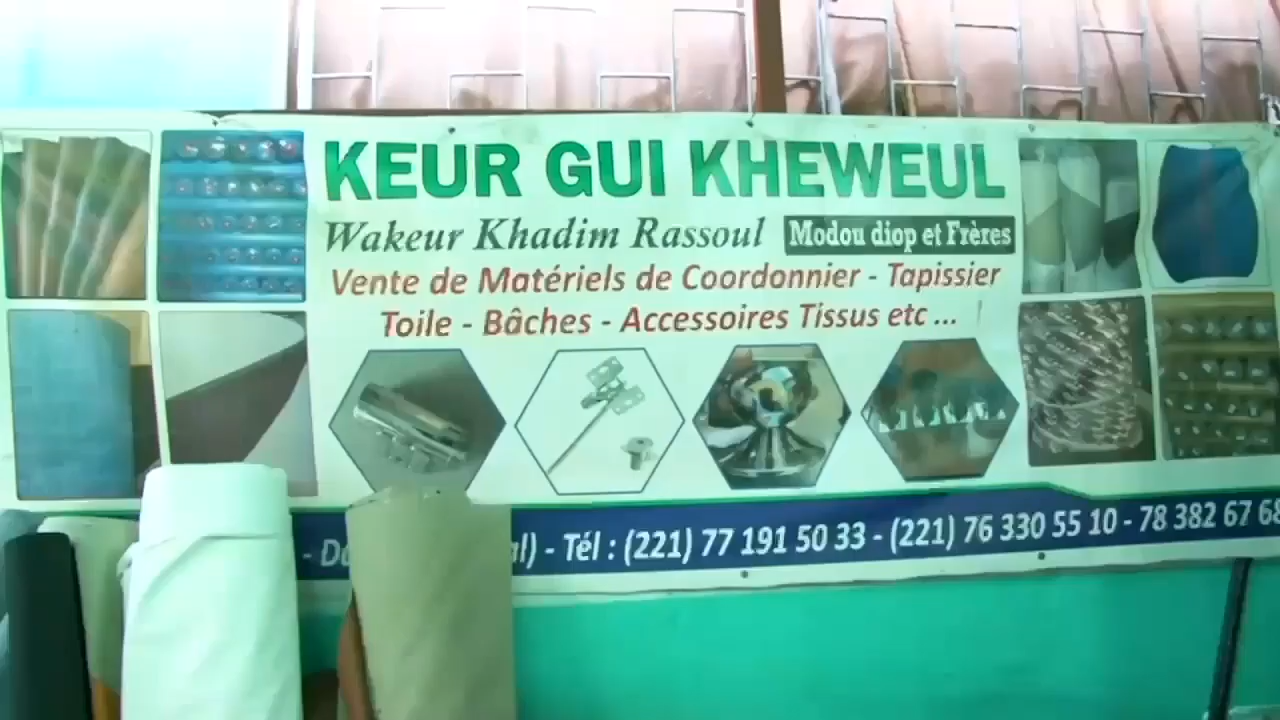 KEUR GUI KHEWEUL
Wakeur Khadim Rassoul Modou diop et Frères
Vente de Matériels de Coordonnier - Tapissier
Toile - Bâches - Accessoires Tissus etc ...
- Tél : (221) 77 191 50 33 - (221) 76 330 55 10 - 78 382 67 68